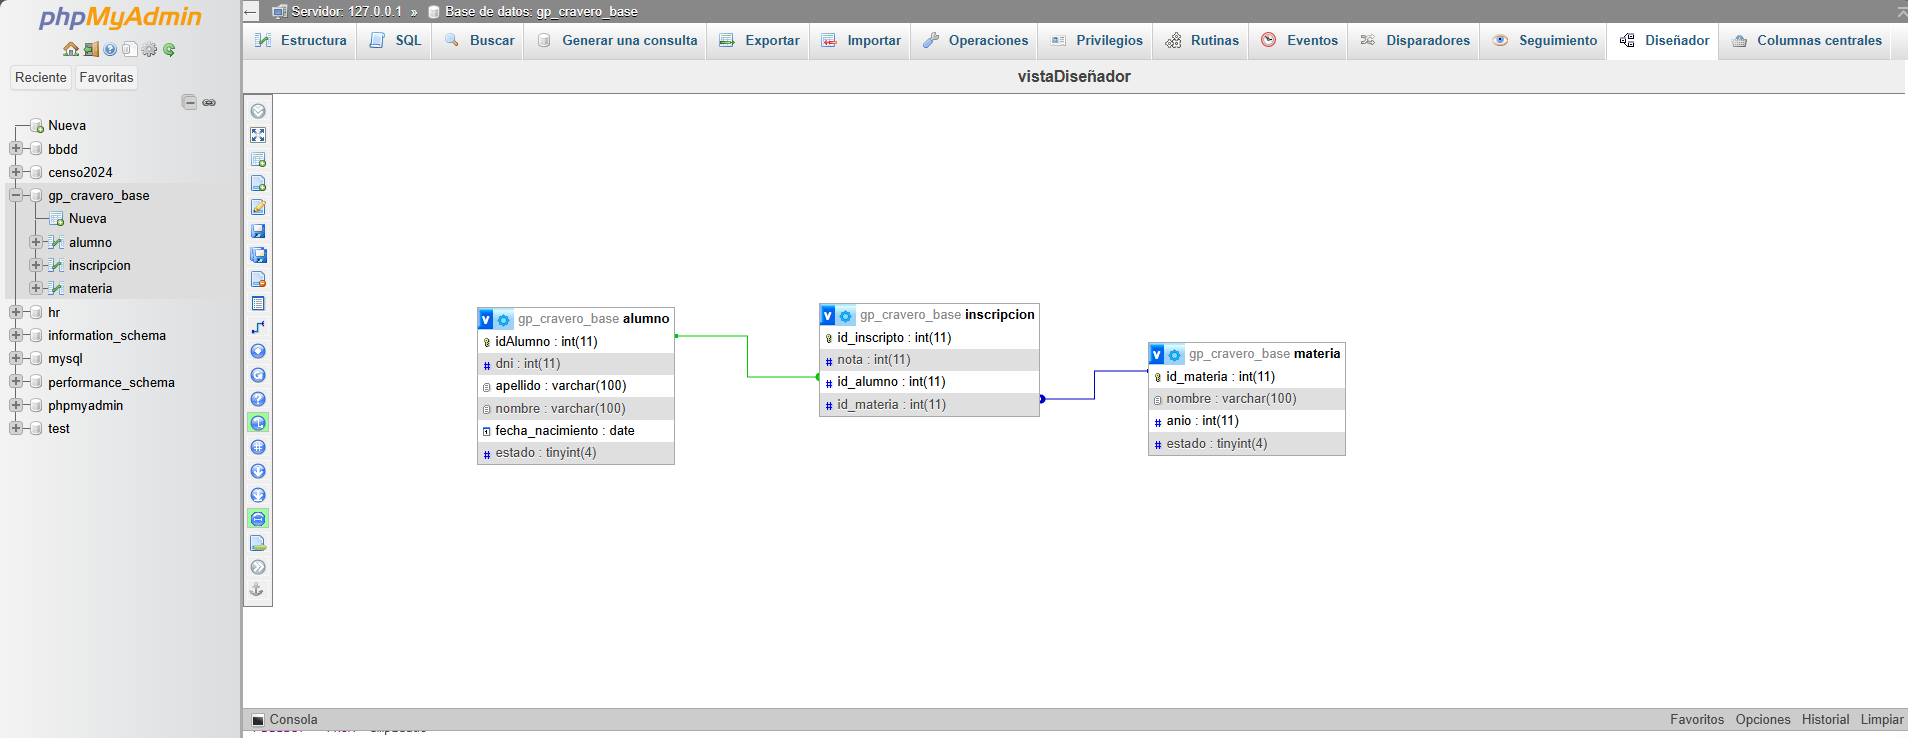 phpMyAdmin
Reciente
Favoritas
Nueva
bbdd
censo2024
gp_cravero_base
Nueva
alumno
inscripcion
materia
hr
information_schema
mysql
performance_schema
phpmyadmin
test
Servidor: 127.0.0.1 » Base de datos: gp_cravero_base
Estructura SQL Buscar Generar una consulta Exportar Importar Operaciones Privilegios Rutinas Eventos Disparadores Seguimiento Diseñador Columnas centrales
vistaDiseñador
v gp_cravero_base alumno
idAlumno : int(11)
# dni : int(11)
apellido : varchar(100)
nombre : varchar(100)
fecha_nacimiento : date
# estado : tinyint(4)
v gp_cravero_base inscripcion
id_inscripto : int(11)
# nota : int(11)
# id_alumno : int(11)
# id_materia : int(11)
v gp_cravero_base materia
id_materia : int(11)
nombre : varchar(100)
# anio : int(11)
# estado : tinyint(4)
Consola
Favoritos Opciones Historial Limpiar